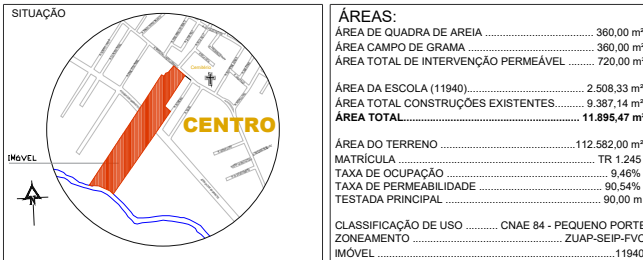 SITUAÇÃO
Cemitério
CENTRO
IMÓVEL
N
ÁREAS:
ÁREA DE QUADRA DE AREIA ................................ 360,00 m²
ÁREA CAMPO DE GRAMA .................................... 360,00 m²
ÁREA TOTAL DE INTERVENÇÃO PERMEÁVEL ........ 720,00 m²
ÁREA DA ESCOLA (11940)................................... 2.508,33 m²
ÁREA TOTAL CONSTRUÇÕES EXISTENTES......... 9.387,14 m²
ÁREA TOTAL.................................................... 11.895,47 m²
ÁREA DO TERRENO ........................................112.582,00 m²
MATRÍCULA ............................................................ TR 1.245
TAXA DE OCUPAÇÃO .............................................. 9,46%
TAXA DE PERMEABILIDADE .................................... 90,54%
TESTADA PRINCIPAL ............................................. 90,00 m
CLASSIFICAÇÃO DE USO .......... CNAE 84 - PEQUENO PORTE
ZONEAMENTO .............................................. ZUAP-SEIP-FVC
IMÓVEL .......................................................................11940